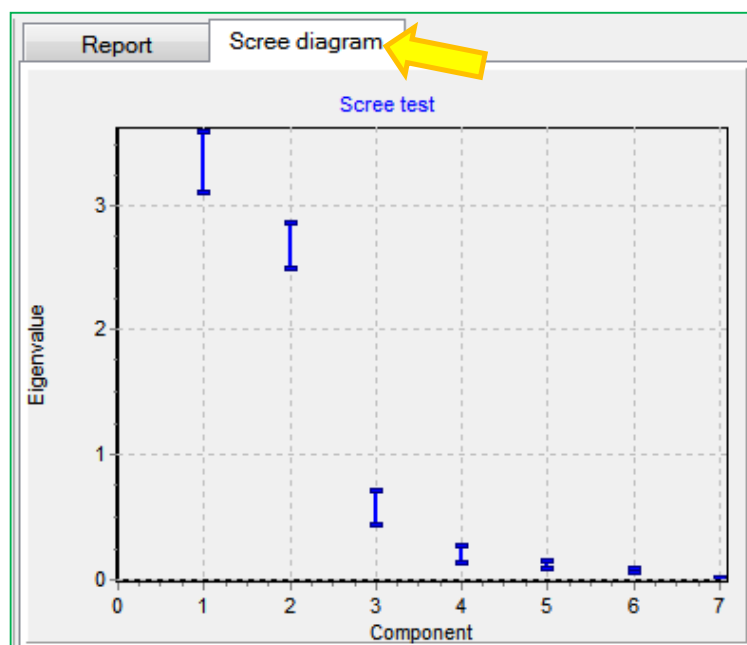 Report
Scree diagram
Scree test
Eigenvalue
3
2
1
0
0 1 2 3 4 5 6 7
Component